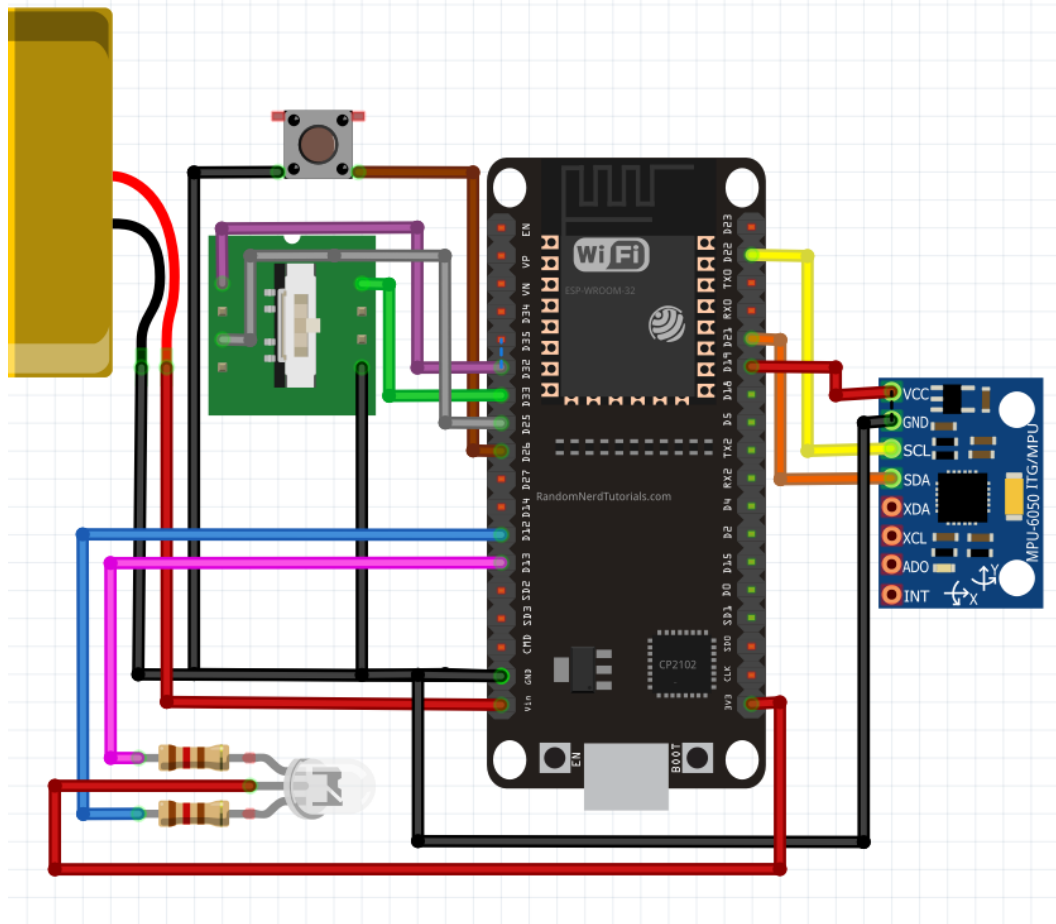 WiFi
ESP-WROOM-32
EN
VP
VN
D34
D35
D32
D33
D25
D26
D27
D14
D12
D13
SD2
SD3
CMD
GND
Vin
D23
D22
TX0
RX0
D21
D19
D18
D5
TX2
RX2
D4
D2
D15
D0
SD1
SD0
CLK
3V3
RandomNerdTutorials.com
CP2102
EN
BOOT
VCC
GND
SCL
SDA
XDA
XCL
ADO
INT
MPU-6050 ITG/MPU
Y
X